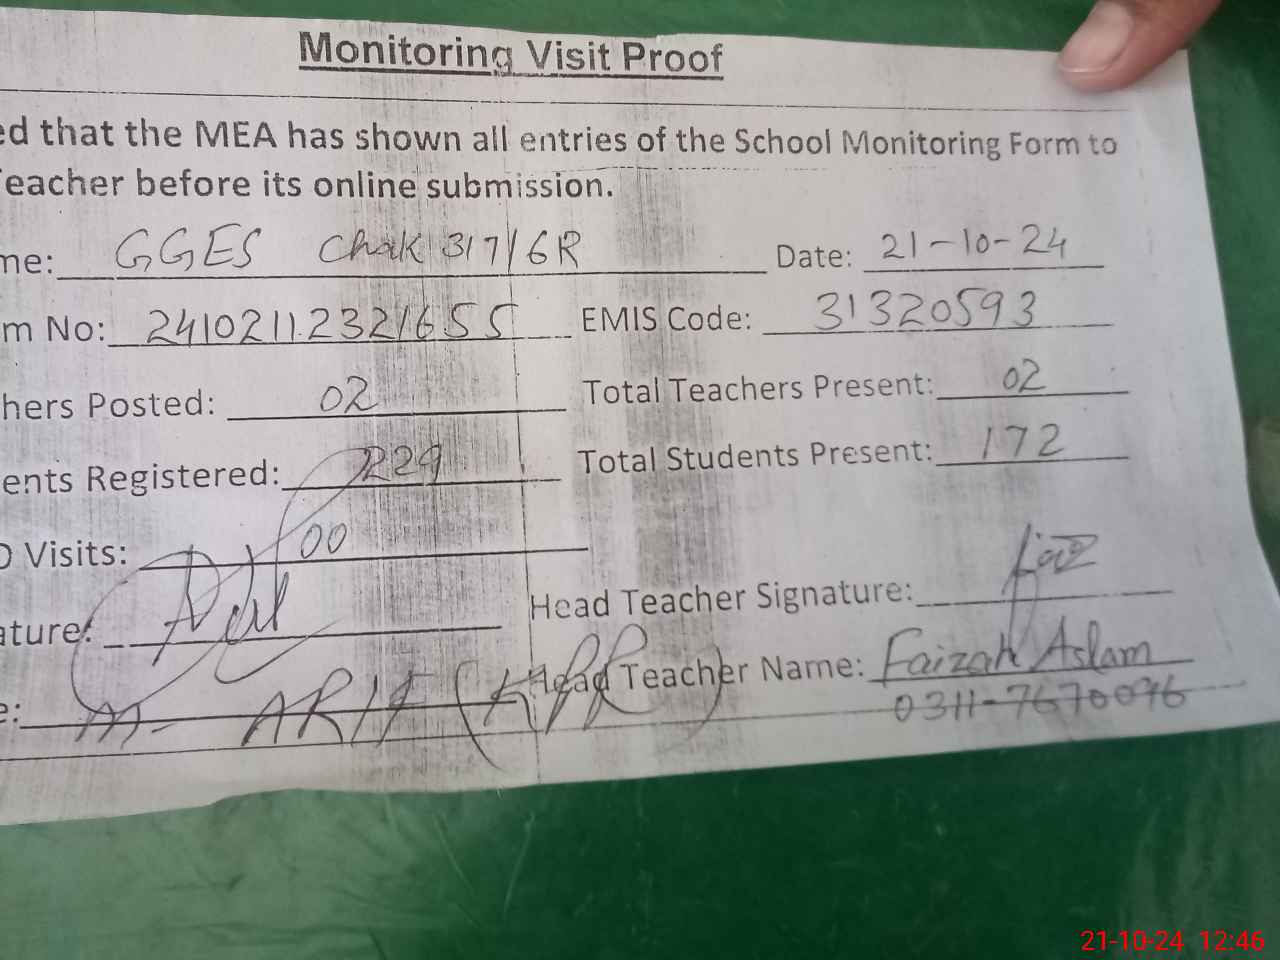 Monitoring Visit Proof
ed that the MEA has shown all entries of the School Monitoring Form to
eacher before its online submission.
me: GGES Chak 317/6R Date: 21-10-24
m No: 24102112321655 EMIS Code: 31320593
hers Posted: 02 Total Teachers Present: 02
ents Registered: 229 Total Students Present: 172
D Visits: 00
ature: Head Teacher Signature:
e: M- ARIF Head Teacher Name: Faizah Aslam
0311-7670096
21-10-24 12:46